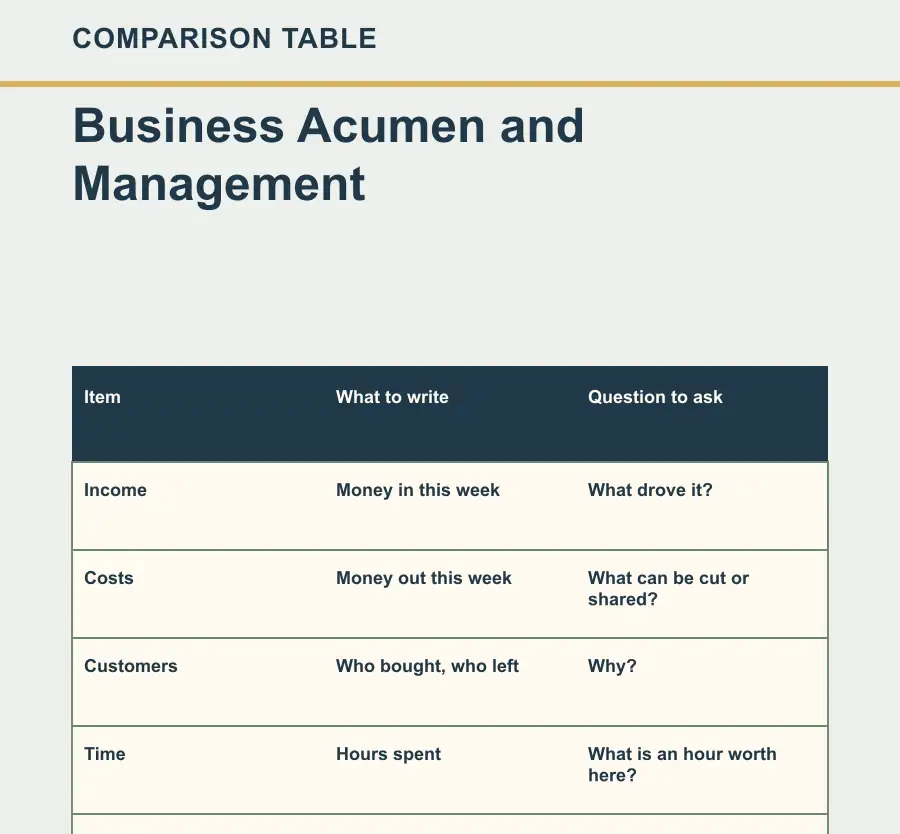 COMPARISON TABLE
Business Acumen and
Management
Item What to write Question to ask
Income Money in this week What drove it?
Costs Money out this week What can be cut or
shared?
Customers Who bought, who left Why?
Time Hours spent What is an hour worth
here?